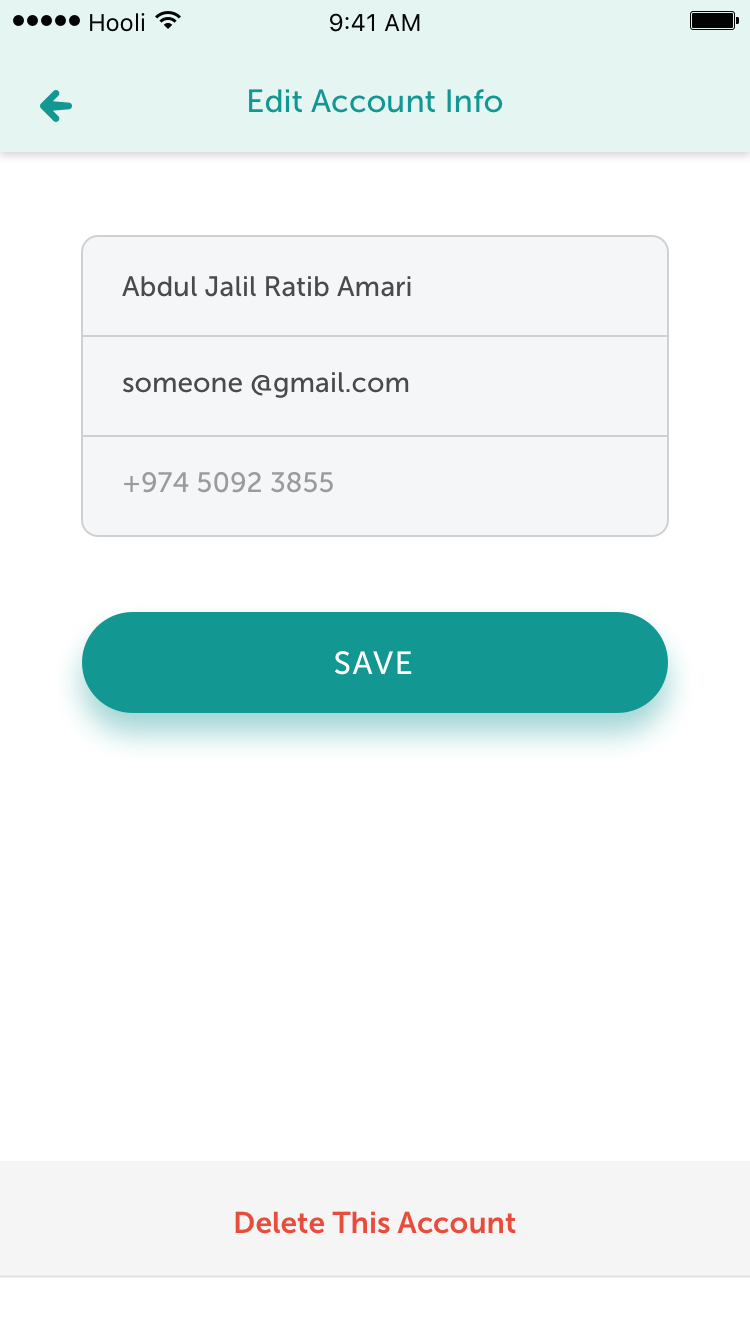 Hooli 9:41 AM
Edit Account Info
Abdul Jalil Ratib Amari
someone @gmail.com
+974 5092 3855
SAVE
Delete This Account